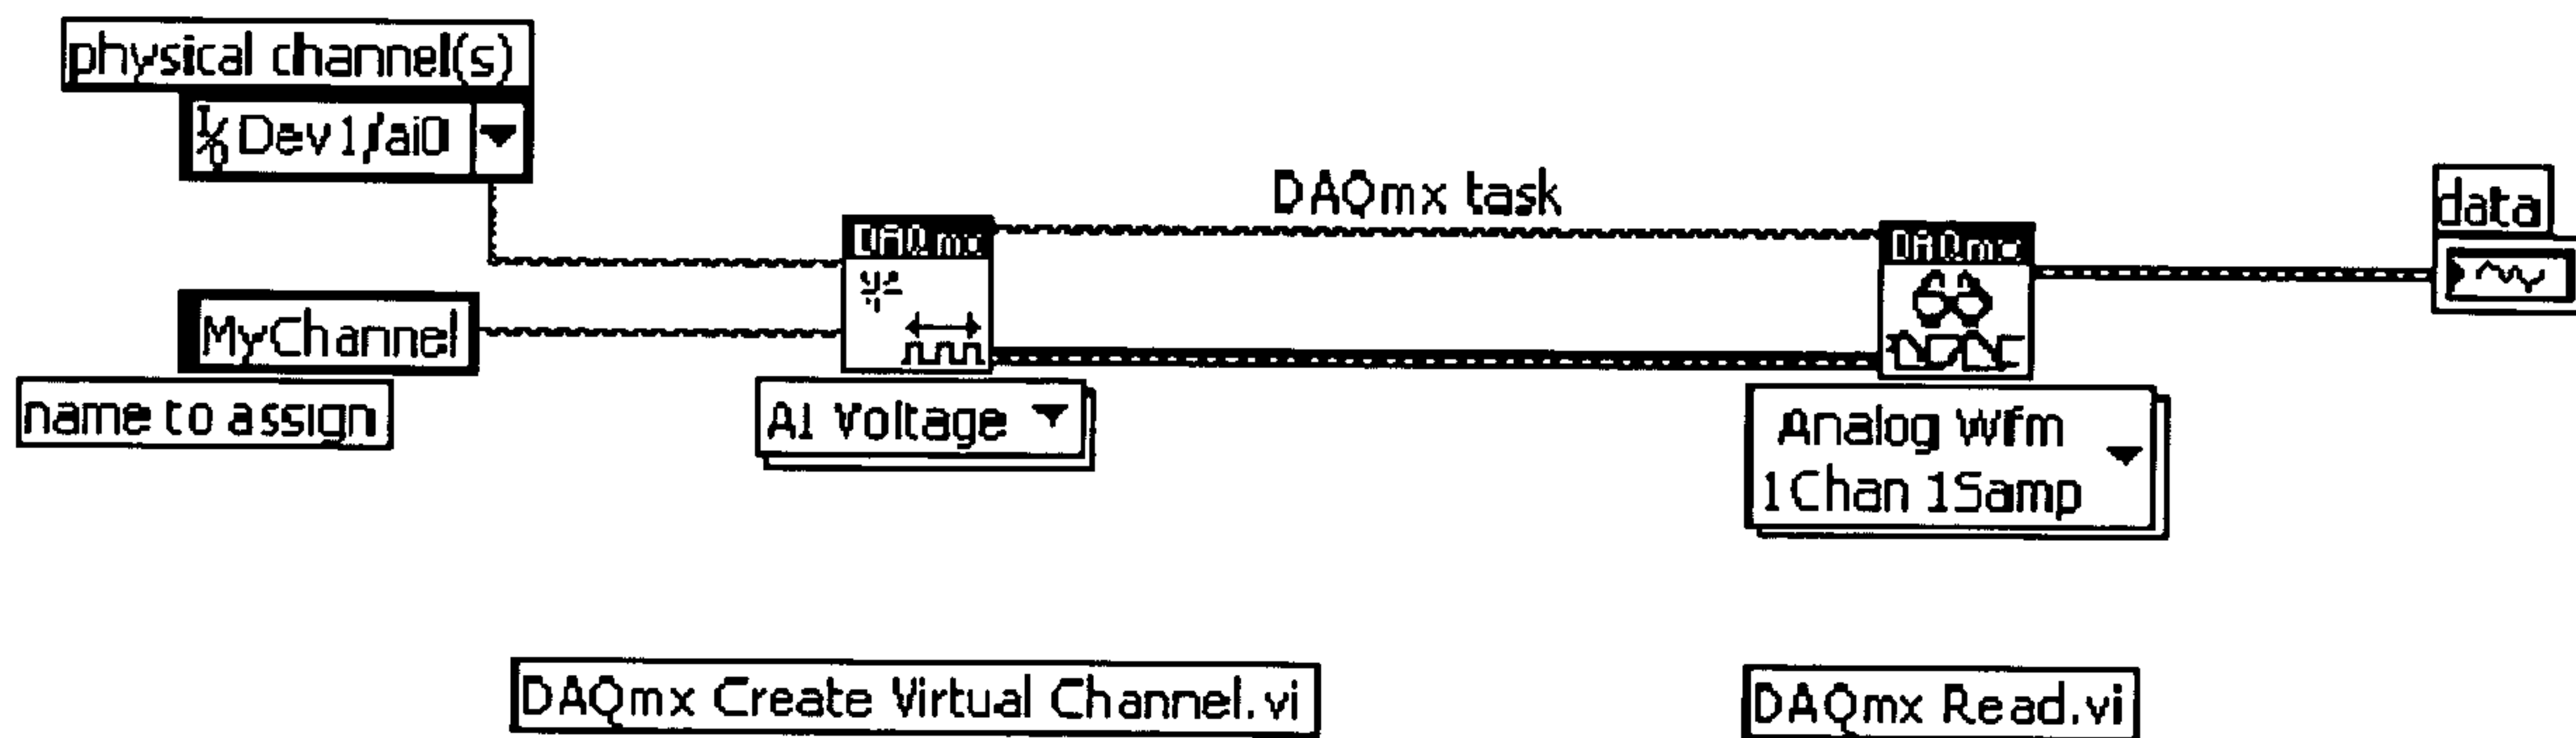 physical channel(s)
I/O Dev1/ai0
DAQmx task
data
DAQmx
DAQmx
MyChannel
name to assign
AI Voltage
Analog Wfm
1Chan 1Samp
DAQmx Create Virtual Channel.vi
DAQmx Read.vi